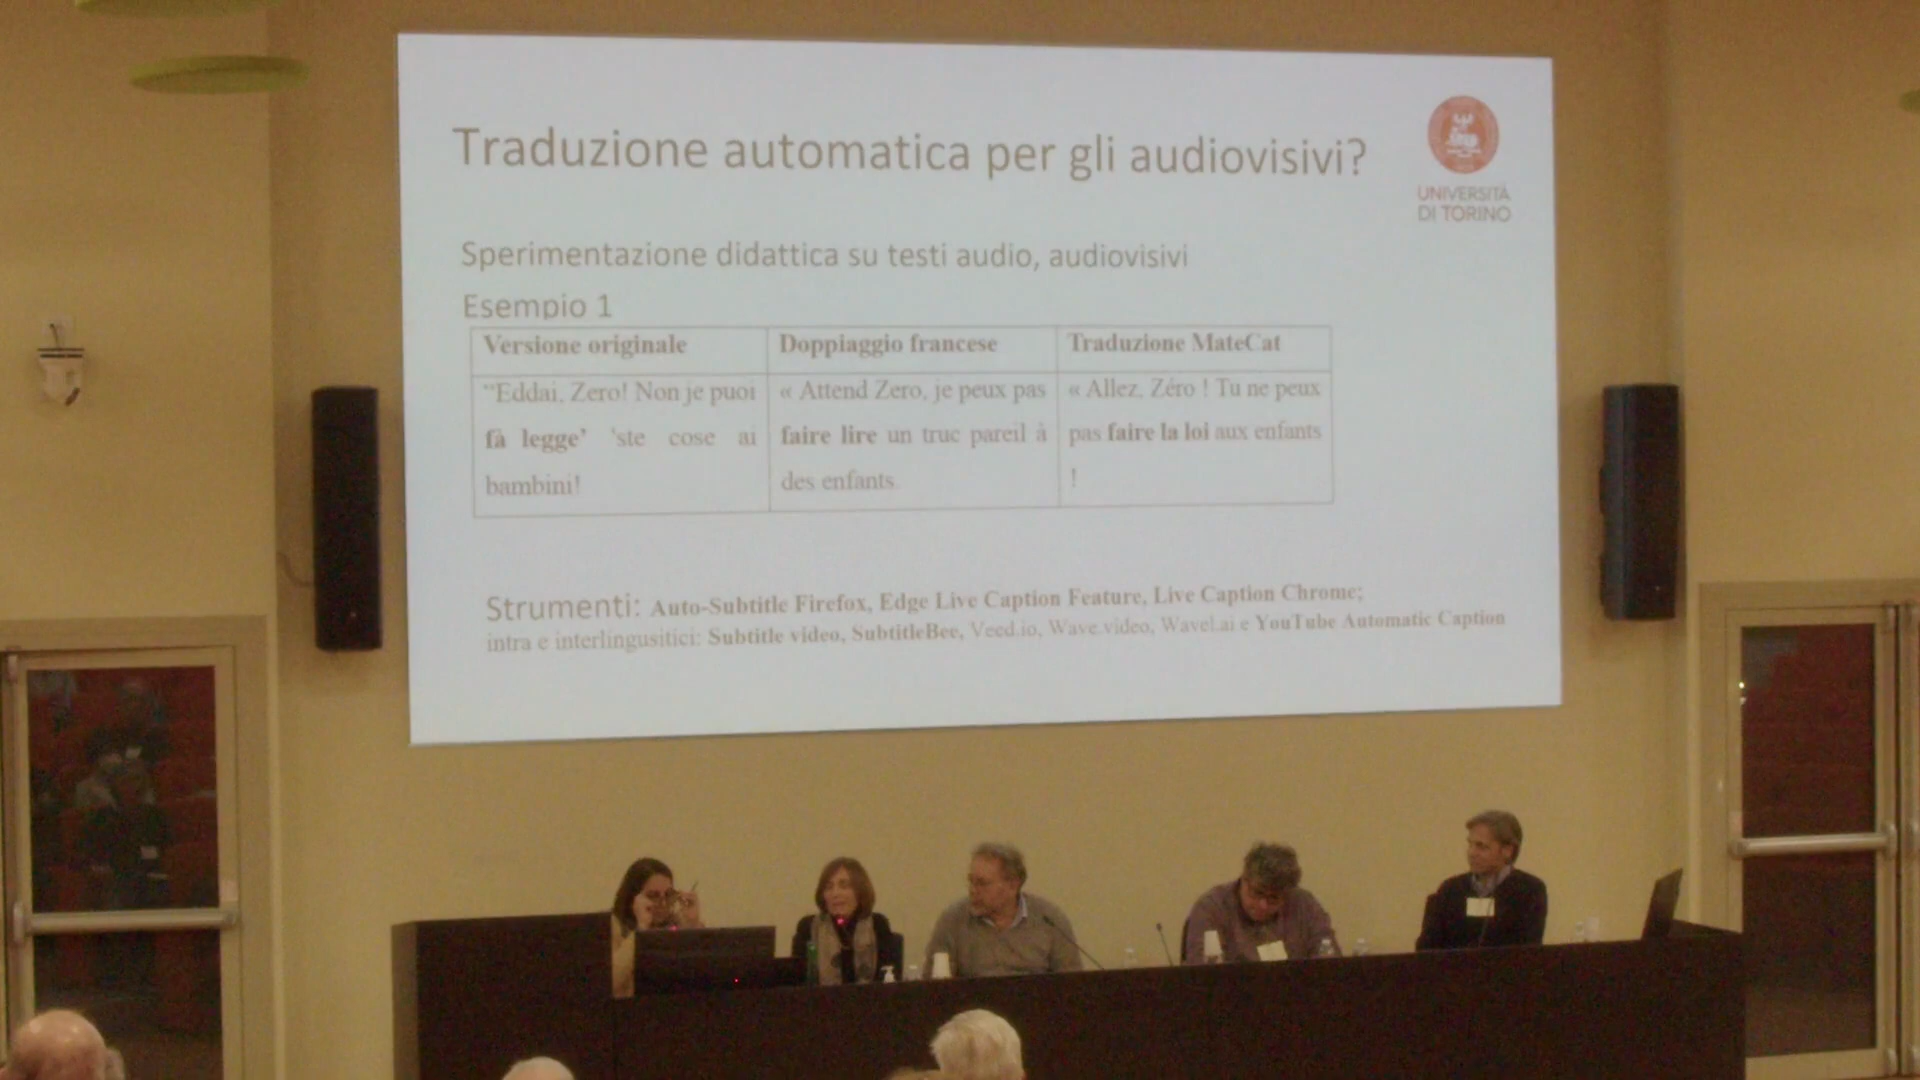 Traduzione automatica per gli audiovisivi?
UNIVERSITÀ
DI TORINO
Sperimentazione didattica su testi audio, audiovisivi
Esempio 1
Versione originale
"Eddai, Zero! Non je puoi
fà legge' 'ste cose ai
bambini!
Doppiaggio francese
« Attend Zero, je peux pas
faire lire un truc pareil à
des enfants.
Traduzione MateCat
« Allez, Zéro ! Tu ne peux
pas faire la loi aux enfants
!
Strumenti: Auto-Subtitle Firefox, Edge Live Caption Feature, Live Caption Chrome;
intra e interlingusitici: Subtitle video, SubtitleBee, Veed.io, Wave.video, Wavel.ai e YouTube Automatic Caption